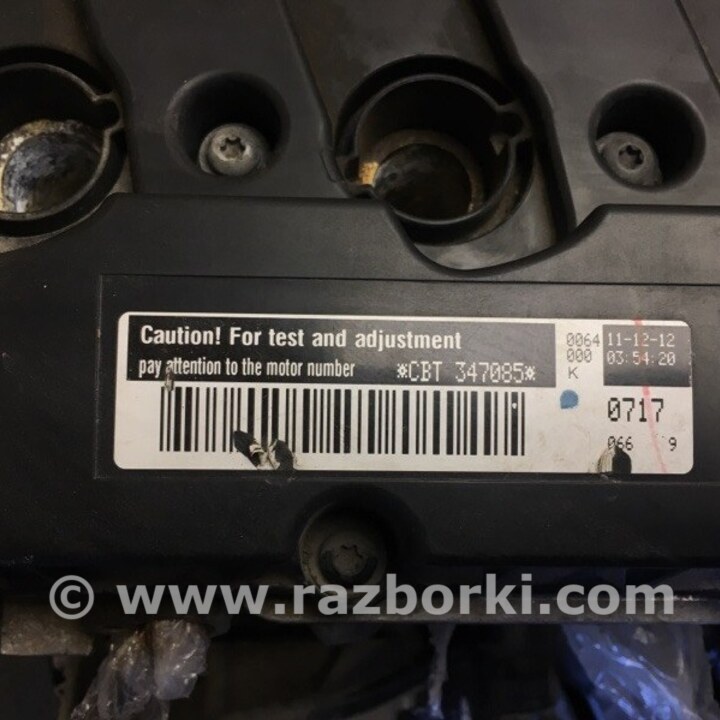 Caution! For test and adjustment
pay attention to the motor number *CBT 347085*
0064
000
K
11-12-12
03:54:20
0717
066 9
© www.razborki.com